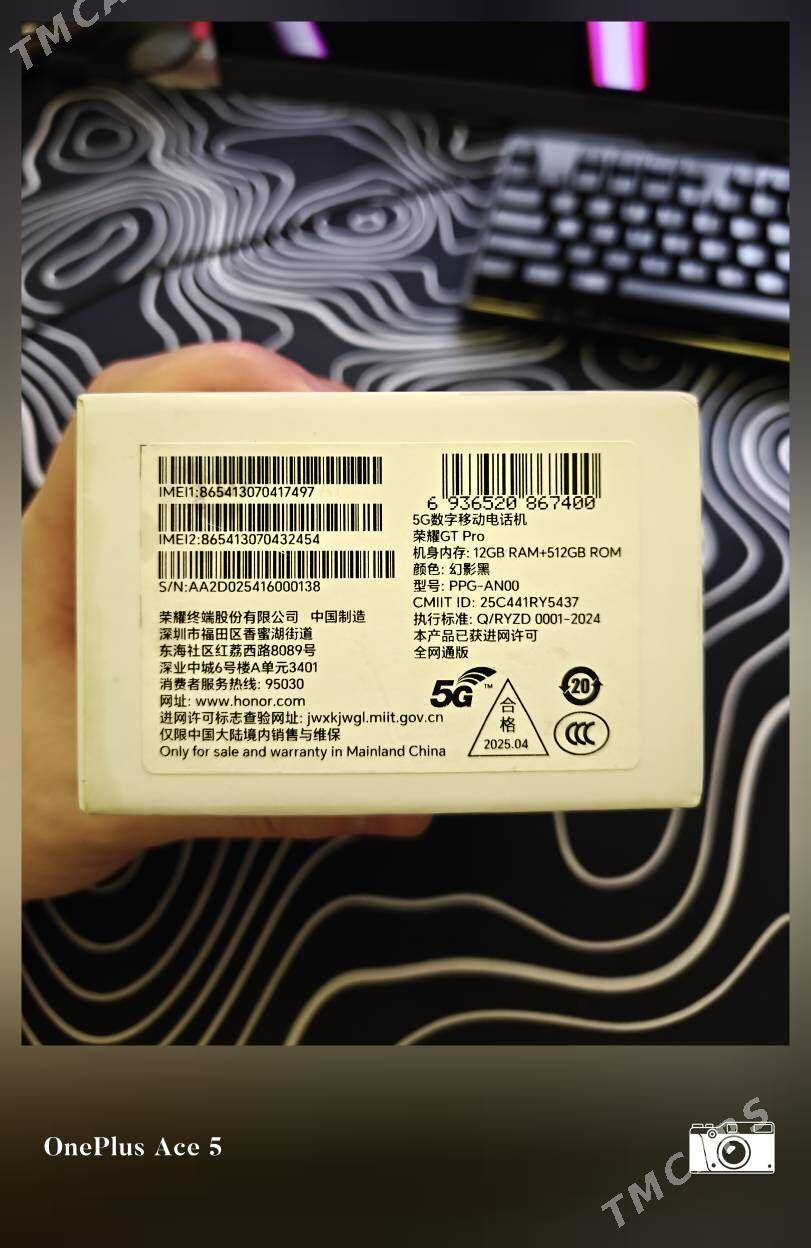 TMCARS
IMEI1:865413070417497
IMEI2:865413070432454
S/N:AA2D025416000138
荣耀终端股份有限公司 中国制造
深圳市福田区香蜜湖街道
东海社区红荔西路8089号
深业中城6号楼A单元3401
消费者服务热线: 95030
网址: www.honor.com
进网许可标志查验网址: jwxkjwgl.miit.gov.cn
仅限中国大陆境内销售与维保
Only for sale and warranty in Mainland China
6 936520 867400
5G数字移动电话机
荣耀GT Pro
机身内存: 12GB RAM+512GB ROM
颜色: 幻影黑
型号: PPG-AN00
CMIIT ID: 25C441RY5437
执行标准: Q/RYZD 0001-2024
本产品已获进网许可
全网通版
5G™
合
格
2025.04
20
CCC
OnePlus Ace 5
TMCARS